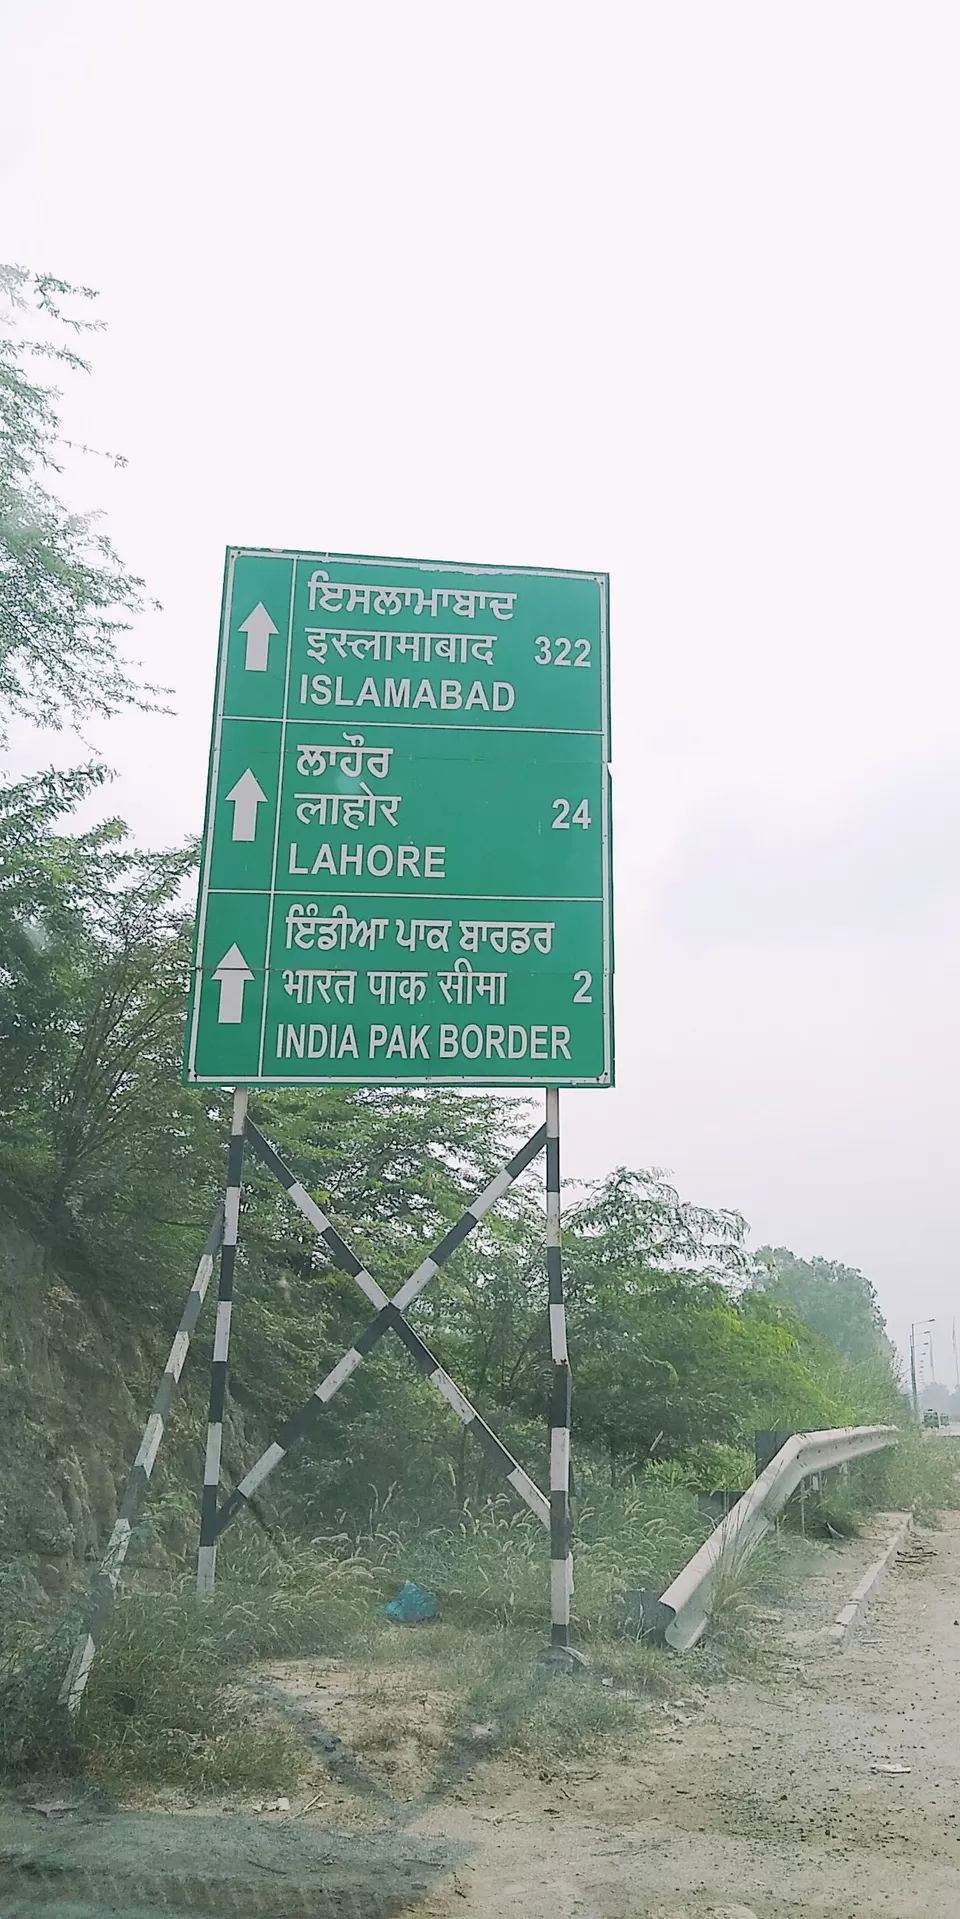 ਇਸਲਾਮਾਬਾਦ
इस्लामाबाद 322
ISLAMABAD
ਲਾਹੌਰ
लाहोर 24
LAHORE
ਇੰਡੀਆ ਪਾਕ ਬਾਰਡਰ
भारत पाक सीमा 2
INDIA PAK BORDER